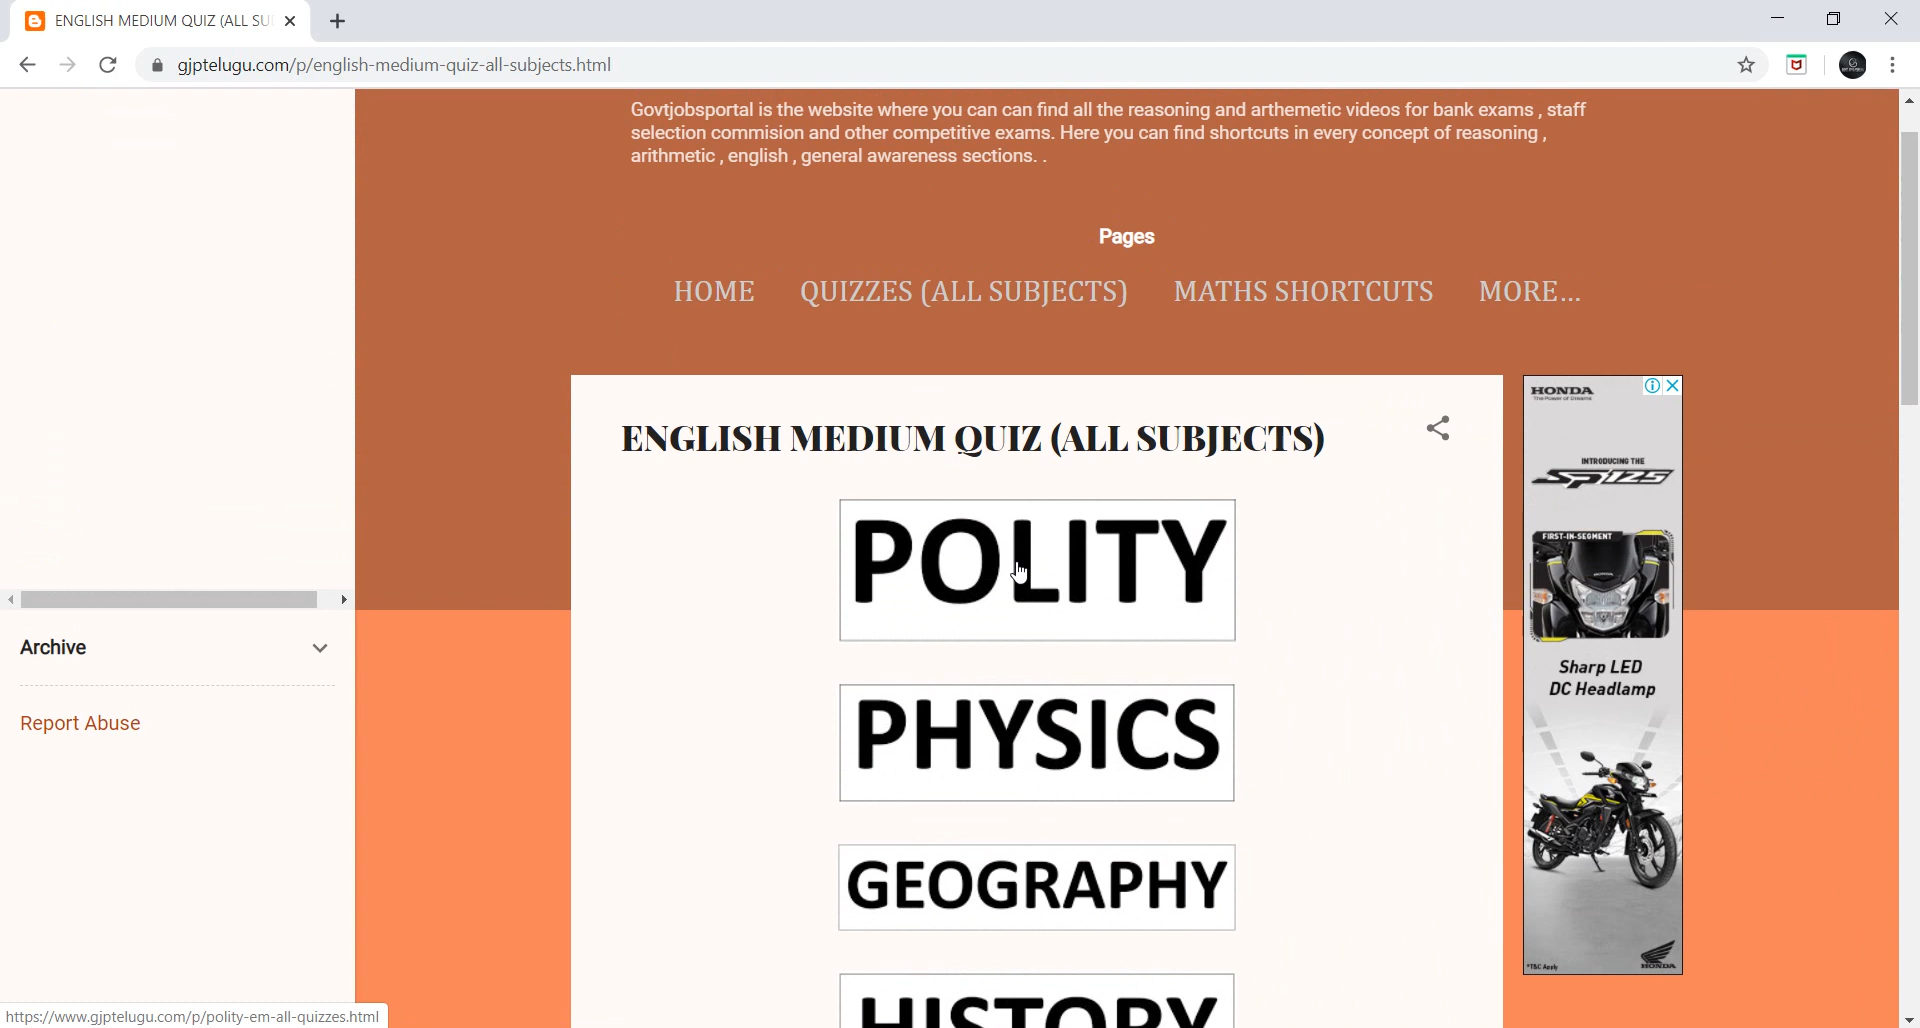 ENGLISH MEDIUM QUIZ (ALL SU
gjptelugu.com/p/english-medium-quiz-all-subjects.html
Govtjobsportal is the website where you can can find all the reasoning and arthemetic videos for bank exams , staff
selection commision and other competitive exams. Here you can find shortcuts in every concept of reasoning ,
arithmetic , english , general awareness sections. .
Pages
HOME QUIZZES (ALL SUBJECTS) MATHS SHORTCUTS MORE...
ENGLISH MEDIUM QUIZ (ALL SUBJECTS)
POLITY
PHYSICS
GEOGRAPHY
HISTORY
HONDA
The Power of Dreams
INTRODUCING THE
SP125
FIRST-IN-SEGMENT
Sharp LED
DC Headlamp
*T&C Apply
HONDA
Archive
Report Abuse
https://www.gjptelugu.com/p/polity-em-all-quizzes.html